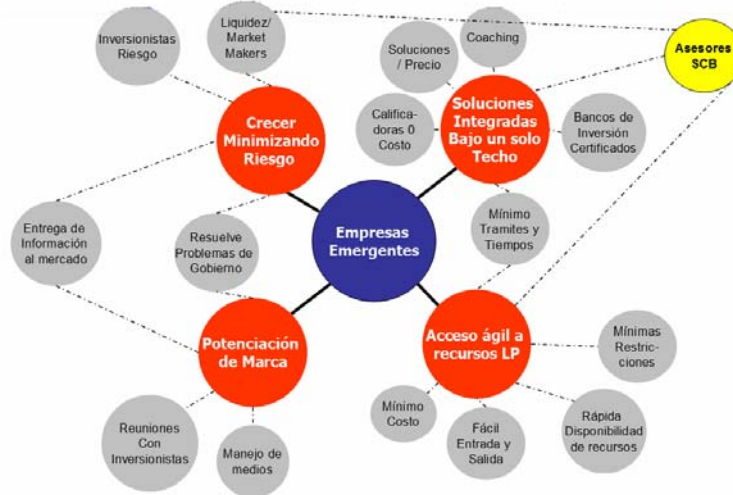 Inversionistas
Riesgo
Liquidez/
Market
Makers
Soluciones
/ Precio
Coaching
Asesores
SCB
Crecer
Minimizando
Riesgo
Califica-
doras 0
Costo
Soluciones
Integradas
Bajo un solo
Techo
Bancos de
Inversión
Certificados
Entrega de
Información
al mercado
Resuelve
Problemas de
Gobierno
Empresas
Emergentes
Mínimo
Tramites y
Tiempos
Potenciación
de Marca
Acceso ágil a
recursos LP
Mínimas
Restric-
ciones
Reuniones
Con
Inversionistas
Manejo de
medios
Mínimo
Costo
Fácil
Entrada y
Salida
Rápida
Disponibilidad
de recursos